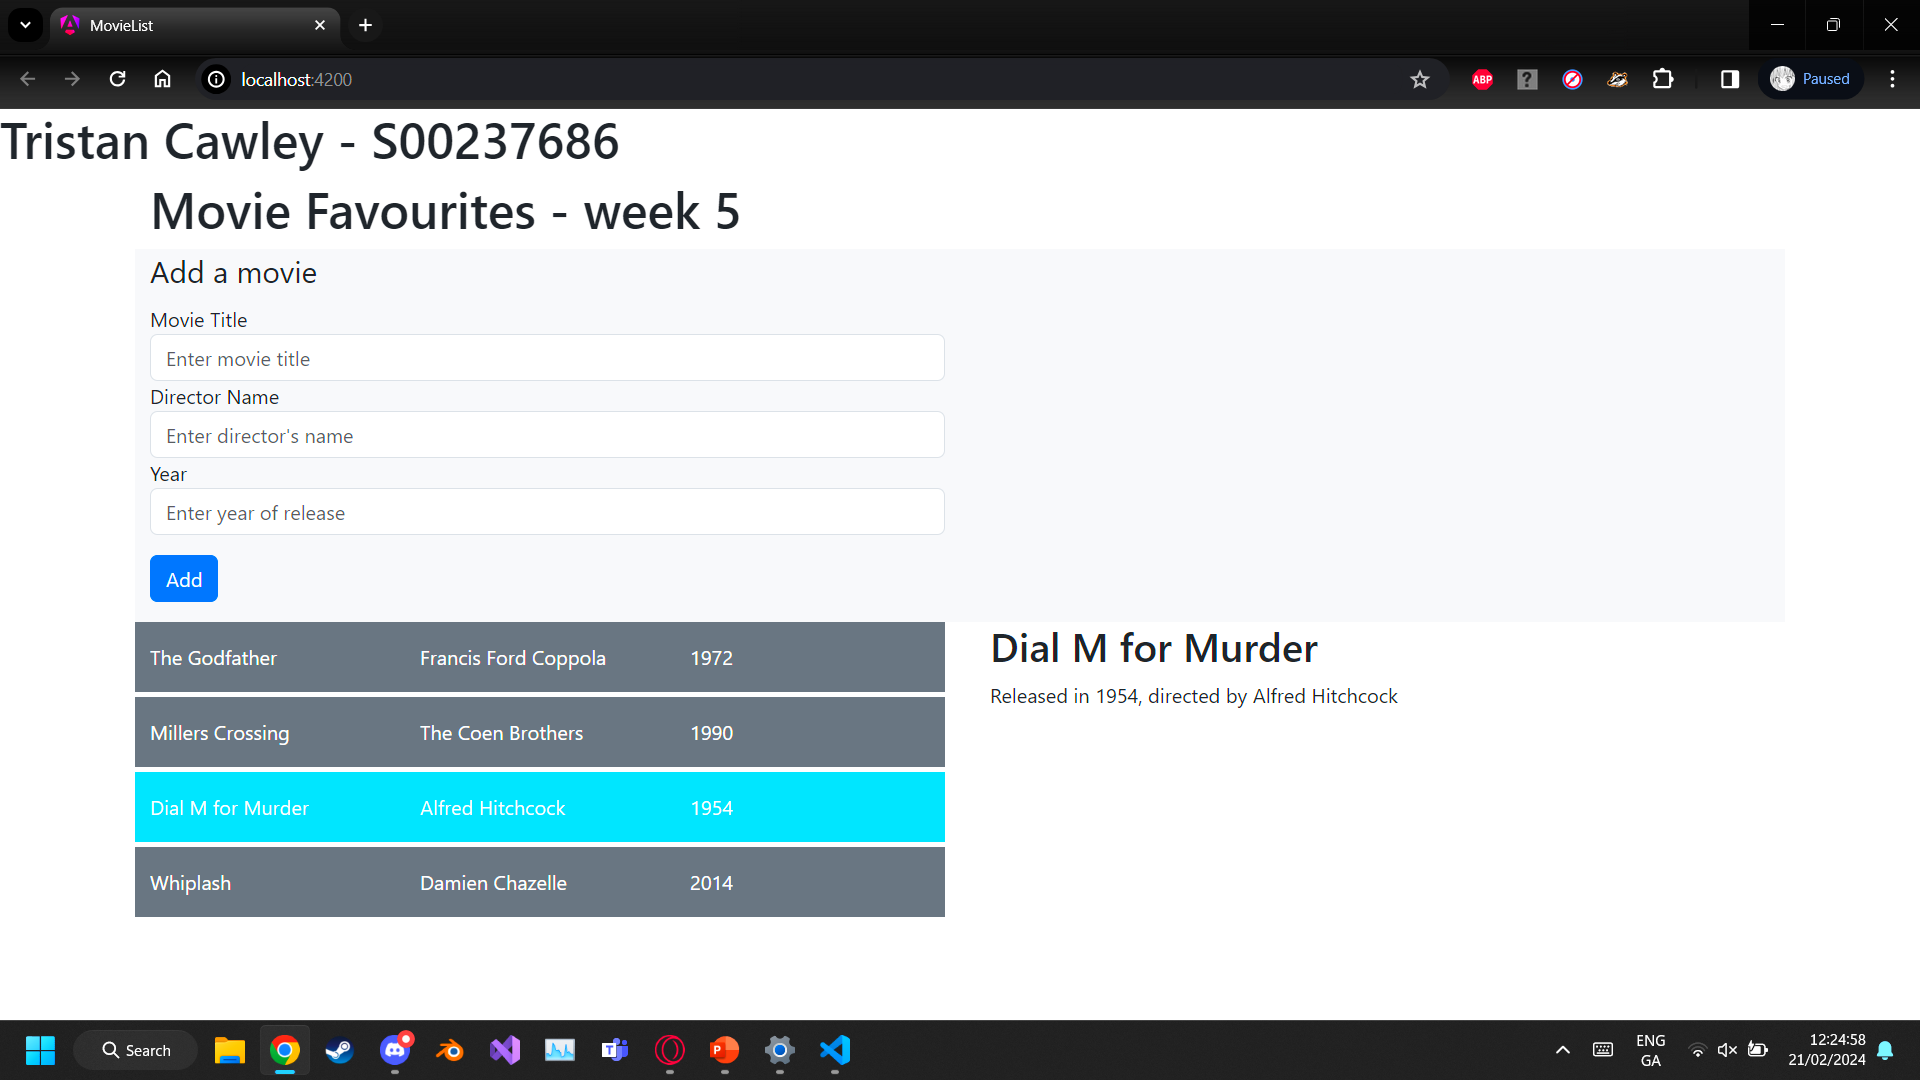 MovieList
localhost:4200
ABP
?
Paused
Tristan Cawley - S00237686
Movie Favourites - week 5
Add a movie
Movie Title
Enter movie title
Director Name
Enter director's name
Year
Enter year of release
Add
The Godfather Francis Ford Coppola 1972
Millers Crossing The Coen Brothers 1990
Dial M for Murder Alfred Hitchcock 1954
Whiplash Damien Chazelle 2014
Dial M for Murder
Released in 1954, directed by Alfred Hitchcock
Search
ENG
GA
12:24:58
21/02/2024